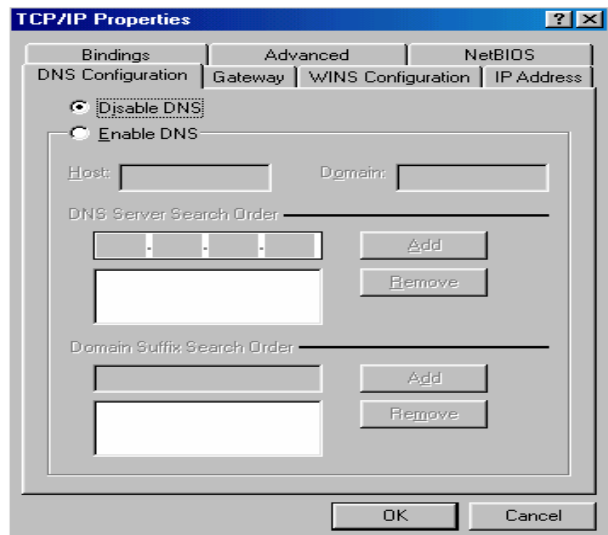 TCP/IP Properties
Bindings Advanced NetBIOS
DNS Configuration Gateway WINS Configuration IP Address
Disable DNS
Enable DNS
Host: Domain:
DNS Server Search Order
. . . Add
Remove
Domain Suffix Search Order
Add
Remove
OK Cancel